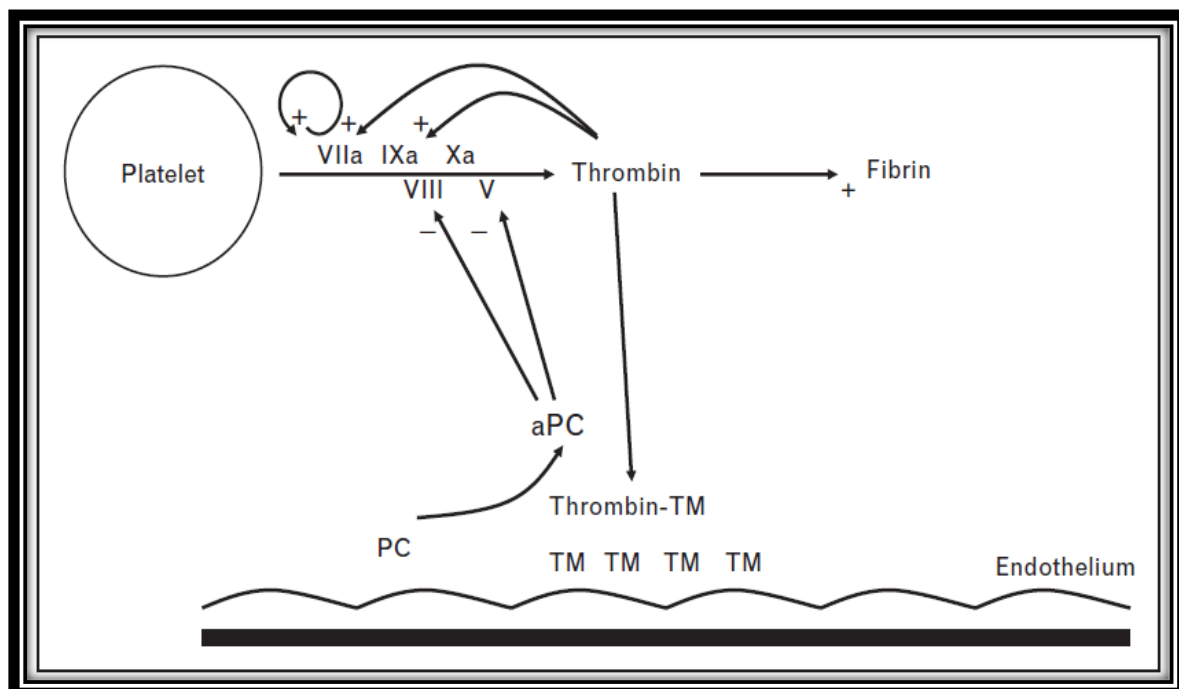 + + +
VIIa IXa Xa
Platelet
Thrombin
+ Fibrin
VIII V
– –
aPC
Thrombin-TM
PC
TM TM TM TM
Endothelium